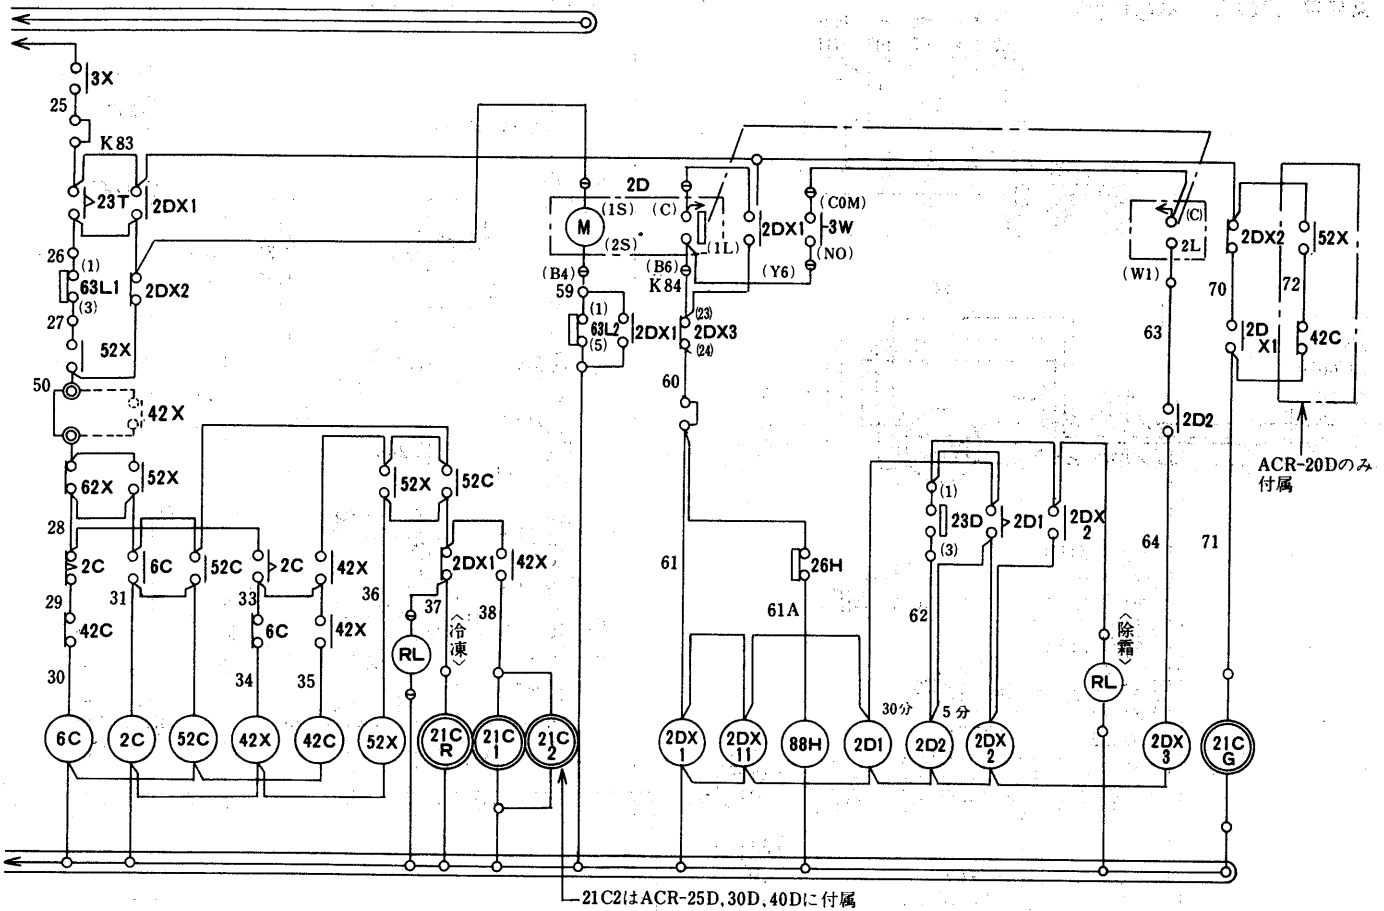 3X
25
K83
23T
2DX1
2D
(1S)
(C)
(COM)
M
2DX1
3W
(C)
2DX2
52X
26
(1)
(2S)
(1L)
(NO)
2L
63L1
2DX2
(B4)
(B6)
(Y6)
(W1)
(3)
59
K84
70
72
27
(1)
(23)
63L2
2DX1
2DX3
63
2D
X1
42C
52X
(5)
(24)
50
60
42X
2D2
ACR-20Dのみ
付属
62X
52X
52X
52C
(1)
23D
2D1
2DX
2
28
(3)
2C
6C
52C
2C
42X
2DX1
42X
61
26H
64
71
29
31
33
36
37
38
61A
62
42C
6C
42X
〈冷凍〉
〈除霜〉
RL
30
34
35
RL
30分
5分
6C
2C
52C
42X
42C
52X
21C
R
21C
1
21C
2
2DX
1
2DX
11
88H
2D1
2D2
2DX
2
2DX
3
21C
G
21C2はACR-25D,30D,40Dに付属